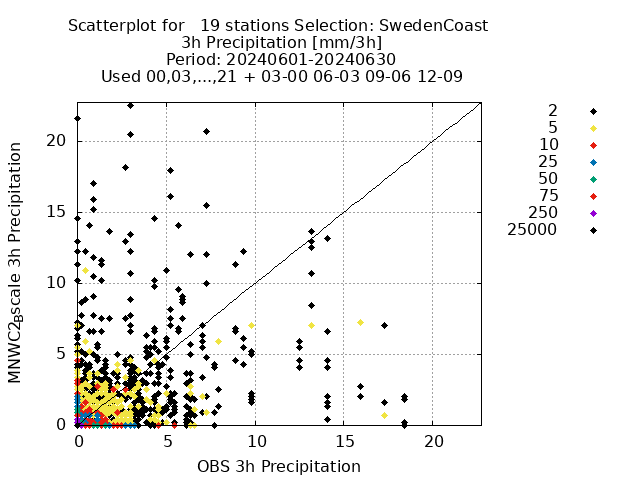 Scatterplot for   19 stations Selection: SwedenCoast
3h Precipitation [mm/3h]
Period: 20240601-20240630
Used 00,03,...,21 + 03-00 06-03 09-06 12-09
MNWC2Bscale 3h Precipitation
20
15
10
5
0
0 5 10 15 20
OBS 3h Precipitation
2
5
10
25
50
75
250
25000